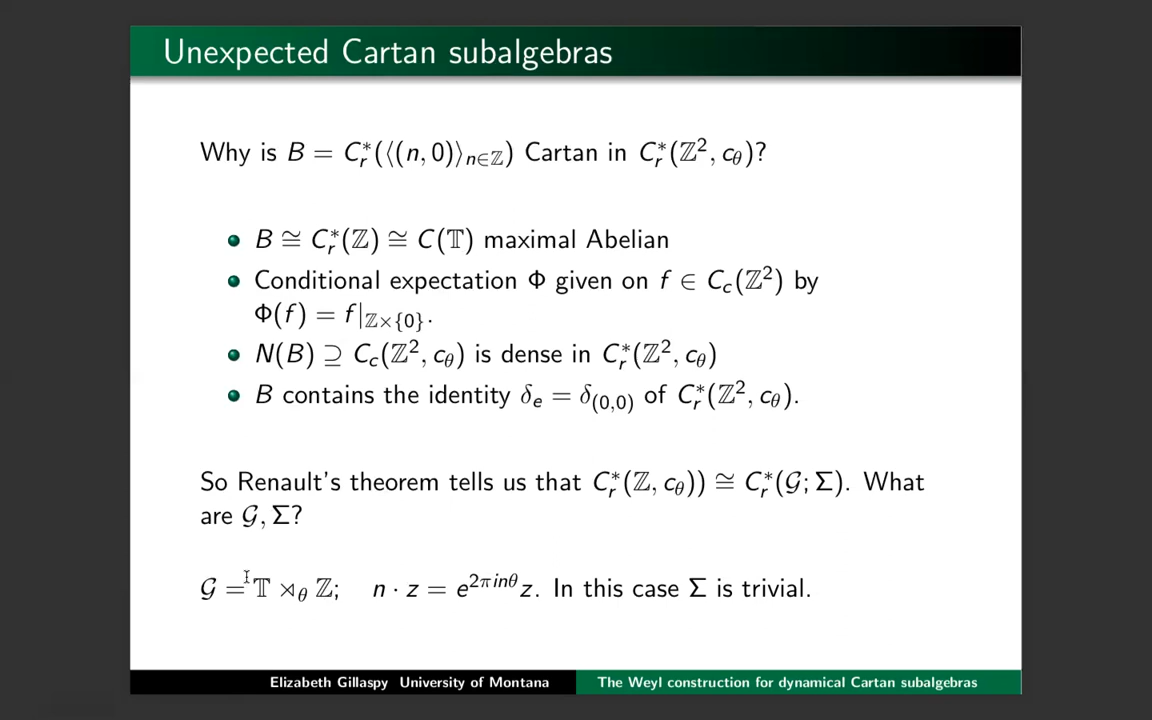 Unexpected Cartan subalgebras
Why is B = C*_r(⟨(n, 0)⟩_{n∈ℤ}) Cartan in C*_r(ℤ², c_θ)?
B ≅ C*_r(ℤ) ≅ C(𝕋) maximal Abelian
Conditional expectation Φ given on f ∈ C_c(ℤ²) by
Φ(f) = f|_{ℤ×{0}}.
N(B) ⊇ C_c(ℤ², c_θ) is dense in C*_r(ℤ², c_θ)
B contains the identity δ_e = δ_{(0,0)} of C*_r(ℤ², c_θ).
So Renault's theorem tells us that C*_r(ℤ, c_θ)) ≅ C*_r(𝒢; Σ). What
are 𝒢, Σ?
𝒢 = 𝕋 ⋊_θ ℤ; n · z = e^{2πinθ}z. In this case Σ is trivial.
Elizabeth Gillaspy University of Montana
The Weyl construction for dynamical Cartan subalgebras